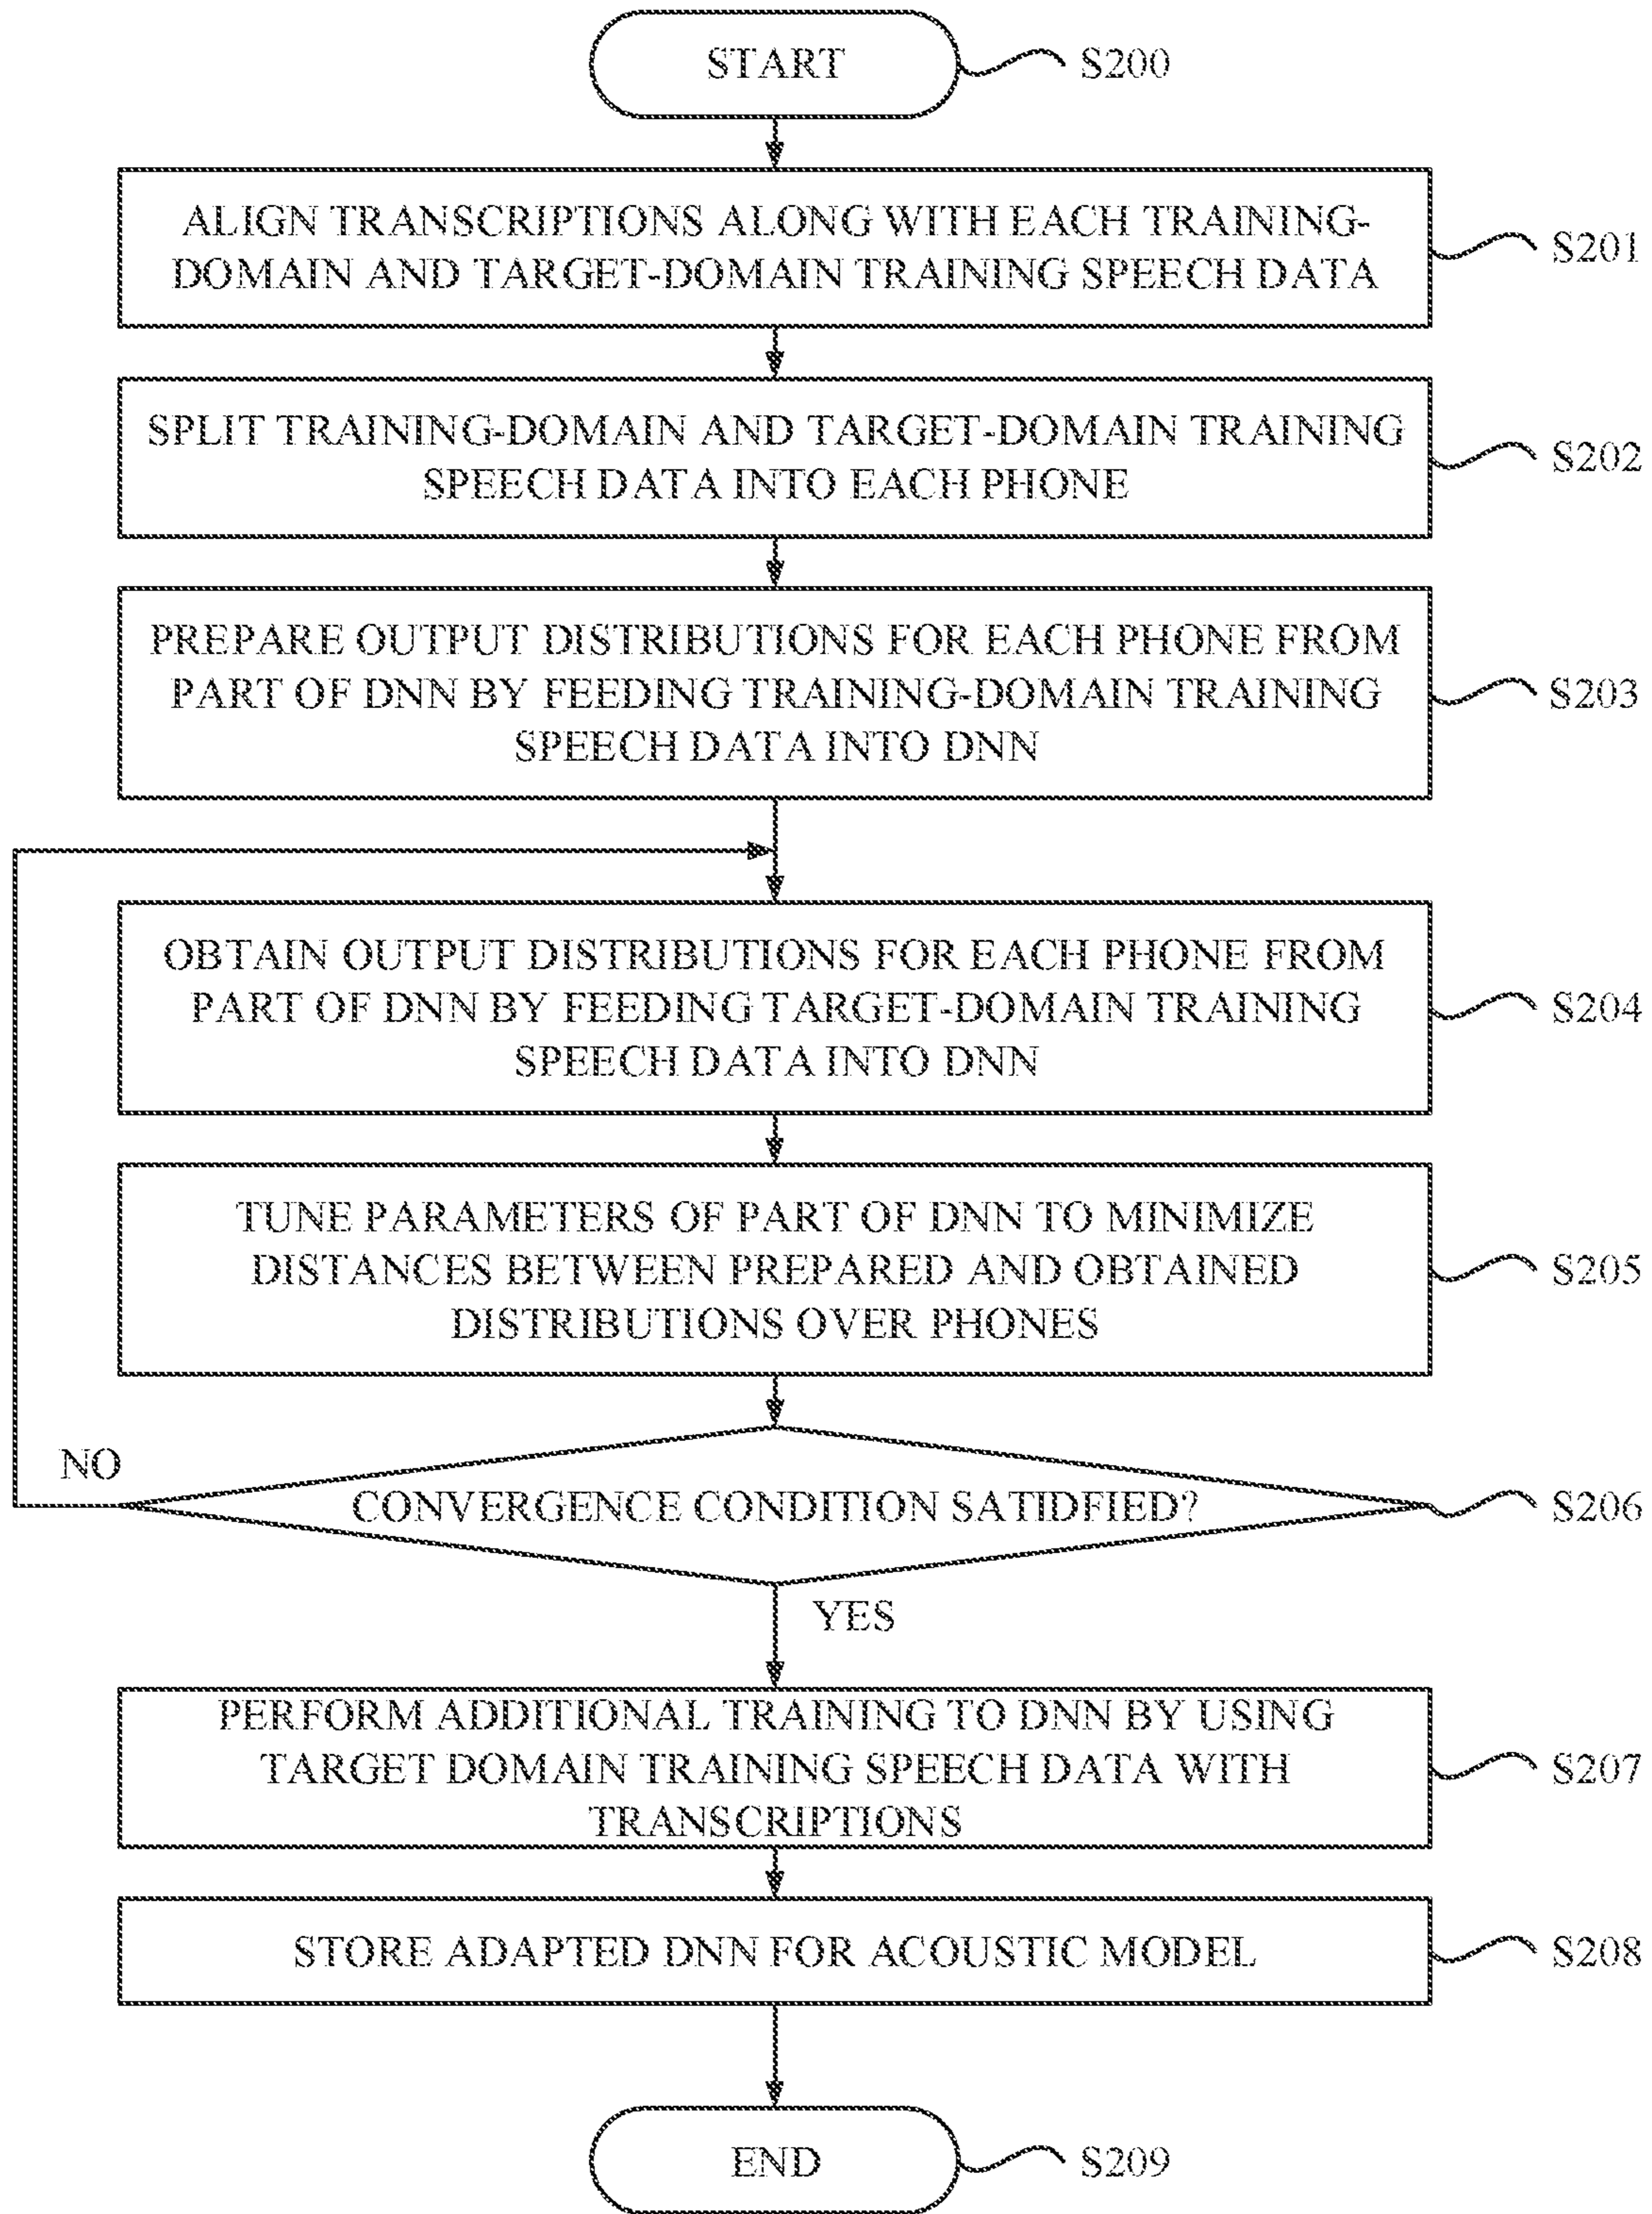 START
S200
ALIGN TRANSCRIPTIONS ALONG WITH EACH TRAINING-
DOMAIN AND TARGET-DOMAIN TRAINING SPEECH DATA
S201
SPLIT TRAINING-DOMAIN AND TARGET-DOMAIN TRAINING
SPEECH DATA INTO EACH PHONE
S202
PREPARE OUTPUT DISTRIBUTIONS FOR EACH PHONE FROM
PART OF DNN BY FEEDING TRAINING-DOMAIN TRAINING
SPEECH DATA INTO DNN
S203
OBTAIN OUTPUT DISTRIBUTIONS FOR EACH PHONE FROM
PART OF DNN BY FEEDING TARGET-DOMAIN TRAINING
SPEECH DATA INTO DNN
S204
TUNE PARAMETERS OF PART OF DNN TO MINIMIZE
DISTANCES BETWEEN PREPARED AND OBTAINED
DISTRIBUTIONS OVER PHONES
S205
NO
CONVERGENCE CONDITION SATIDFIED?
S206
YES
PERFORM ADDITIONAL TRAINING TO DNN BY USING
TARGET DOMAIN TRAINING SPEECH DATA WITH
TRANSCRIPTIONS
S207
STORE ADAPTED DNN FOR ACOUSTIC MODEL
S208
END
S209